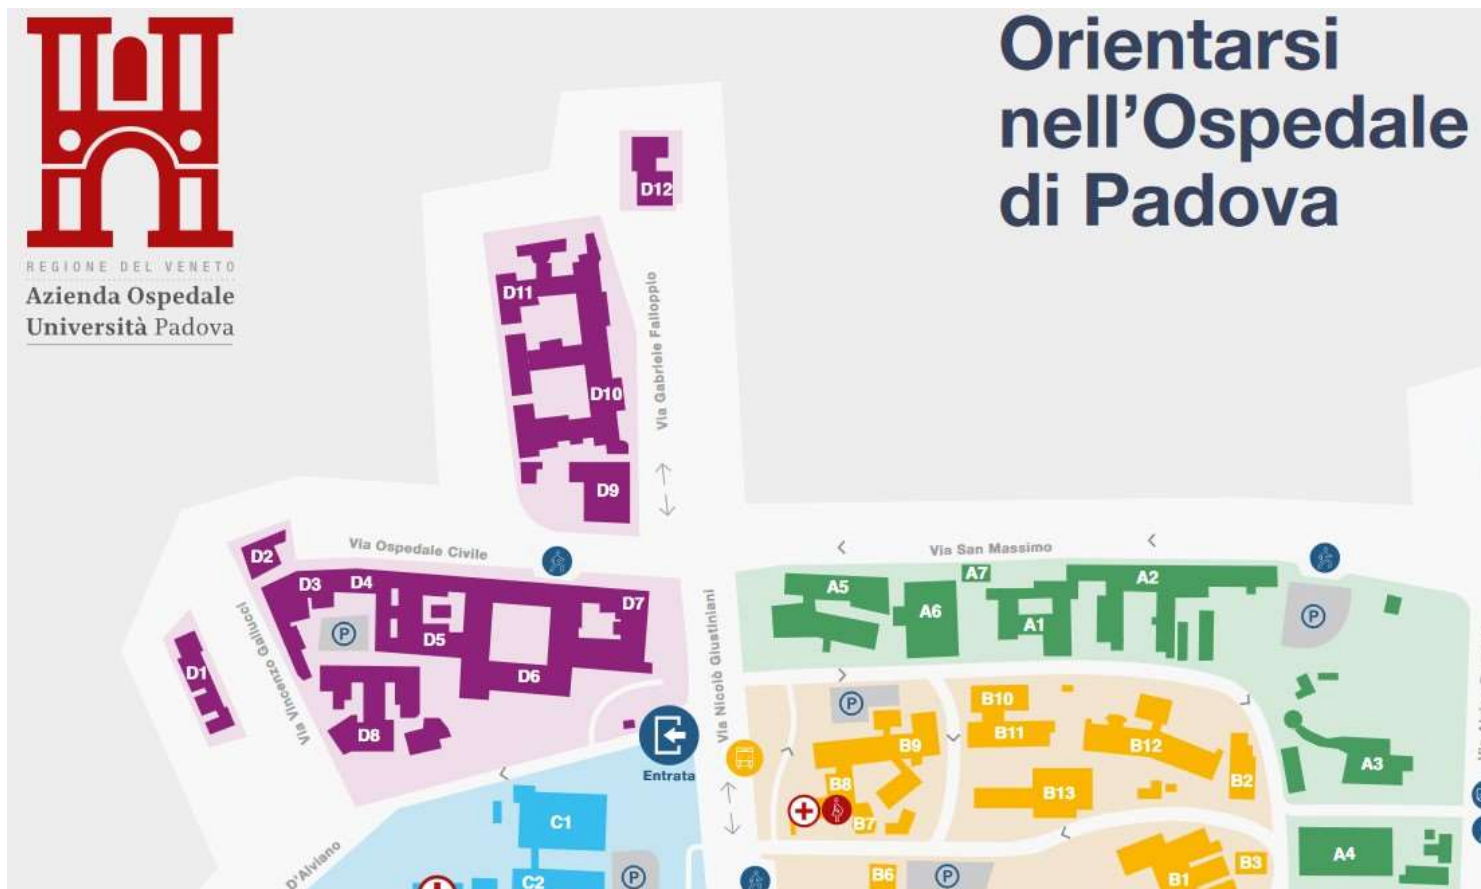 Orientarsi
nell'Ospedale
di Padova
REGIONE DEL VENETO
Azienda Ospedale
Università Padova
D12
D11
Via Gabriele Falloppio
D10
D9
Via Ospedale Civile
Via San Massimo
D2
D3
D4
D7
A5
A7
A2
A6
A1
P
D5
P
D1
D6
Via Vincenzo Gallucci
Via Nicolò Giustiniani
D8
P
B10
B11
B9
B12
Entrata
B8
B2
A3
B13
B7
C1
D'Alviano
A4
P
C2
B6
P
B1
B3